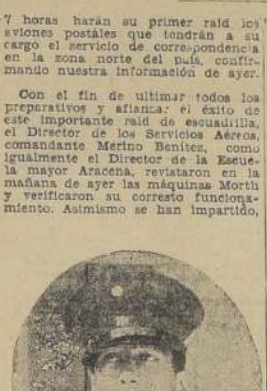 7 horas harán su primer raid los
aviones postales que tendrán a su
cargo el servicio de correspondencia
en la zona norte del país, confir-
mando nuestra información de ayer.
Con el fin de ultimar todos los
preparativos y afianzar el éxito de
este importante raid de escuadrilla,
el Director de los Servicios Aéreos,
comandante Merino Benítez, como
igualmente el Director de la Escue-
la mayor Aracena, revistaron en la
mañana de ayer las máquinas Morth
y verificaron su correcto funciona-
miento. Asimismo se han impartido,